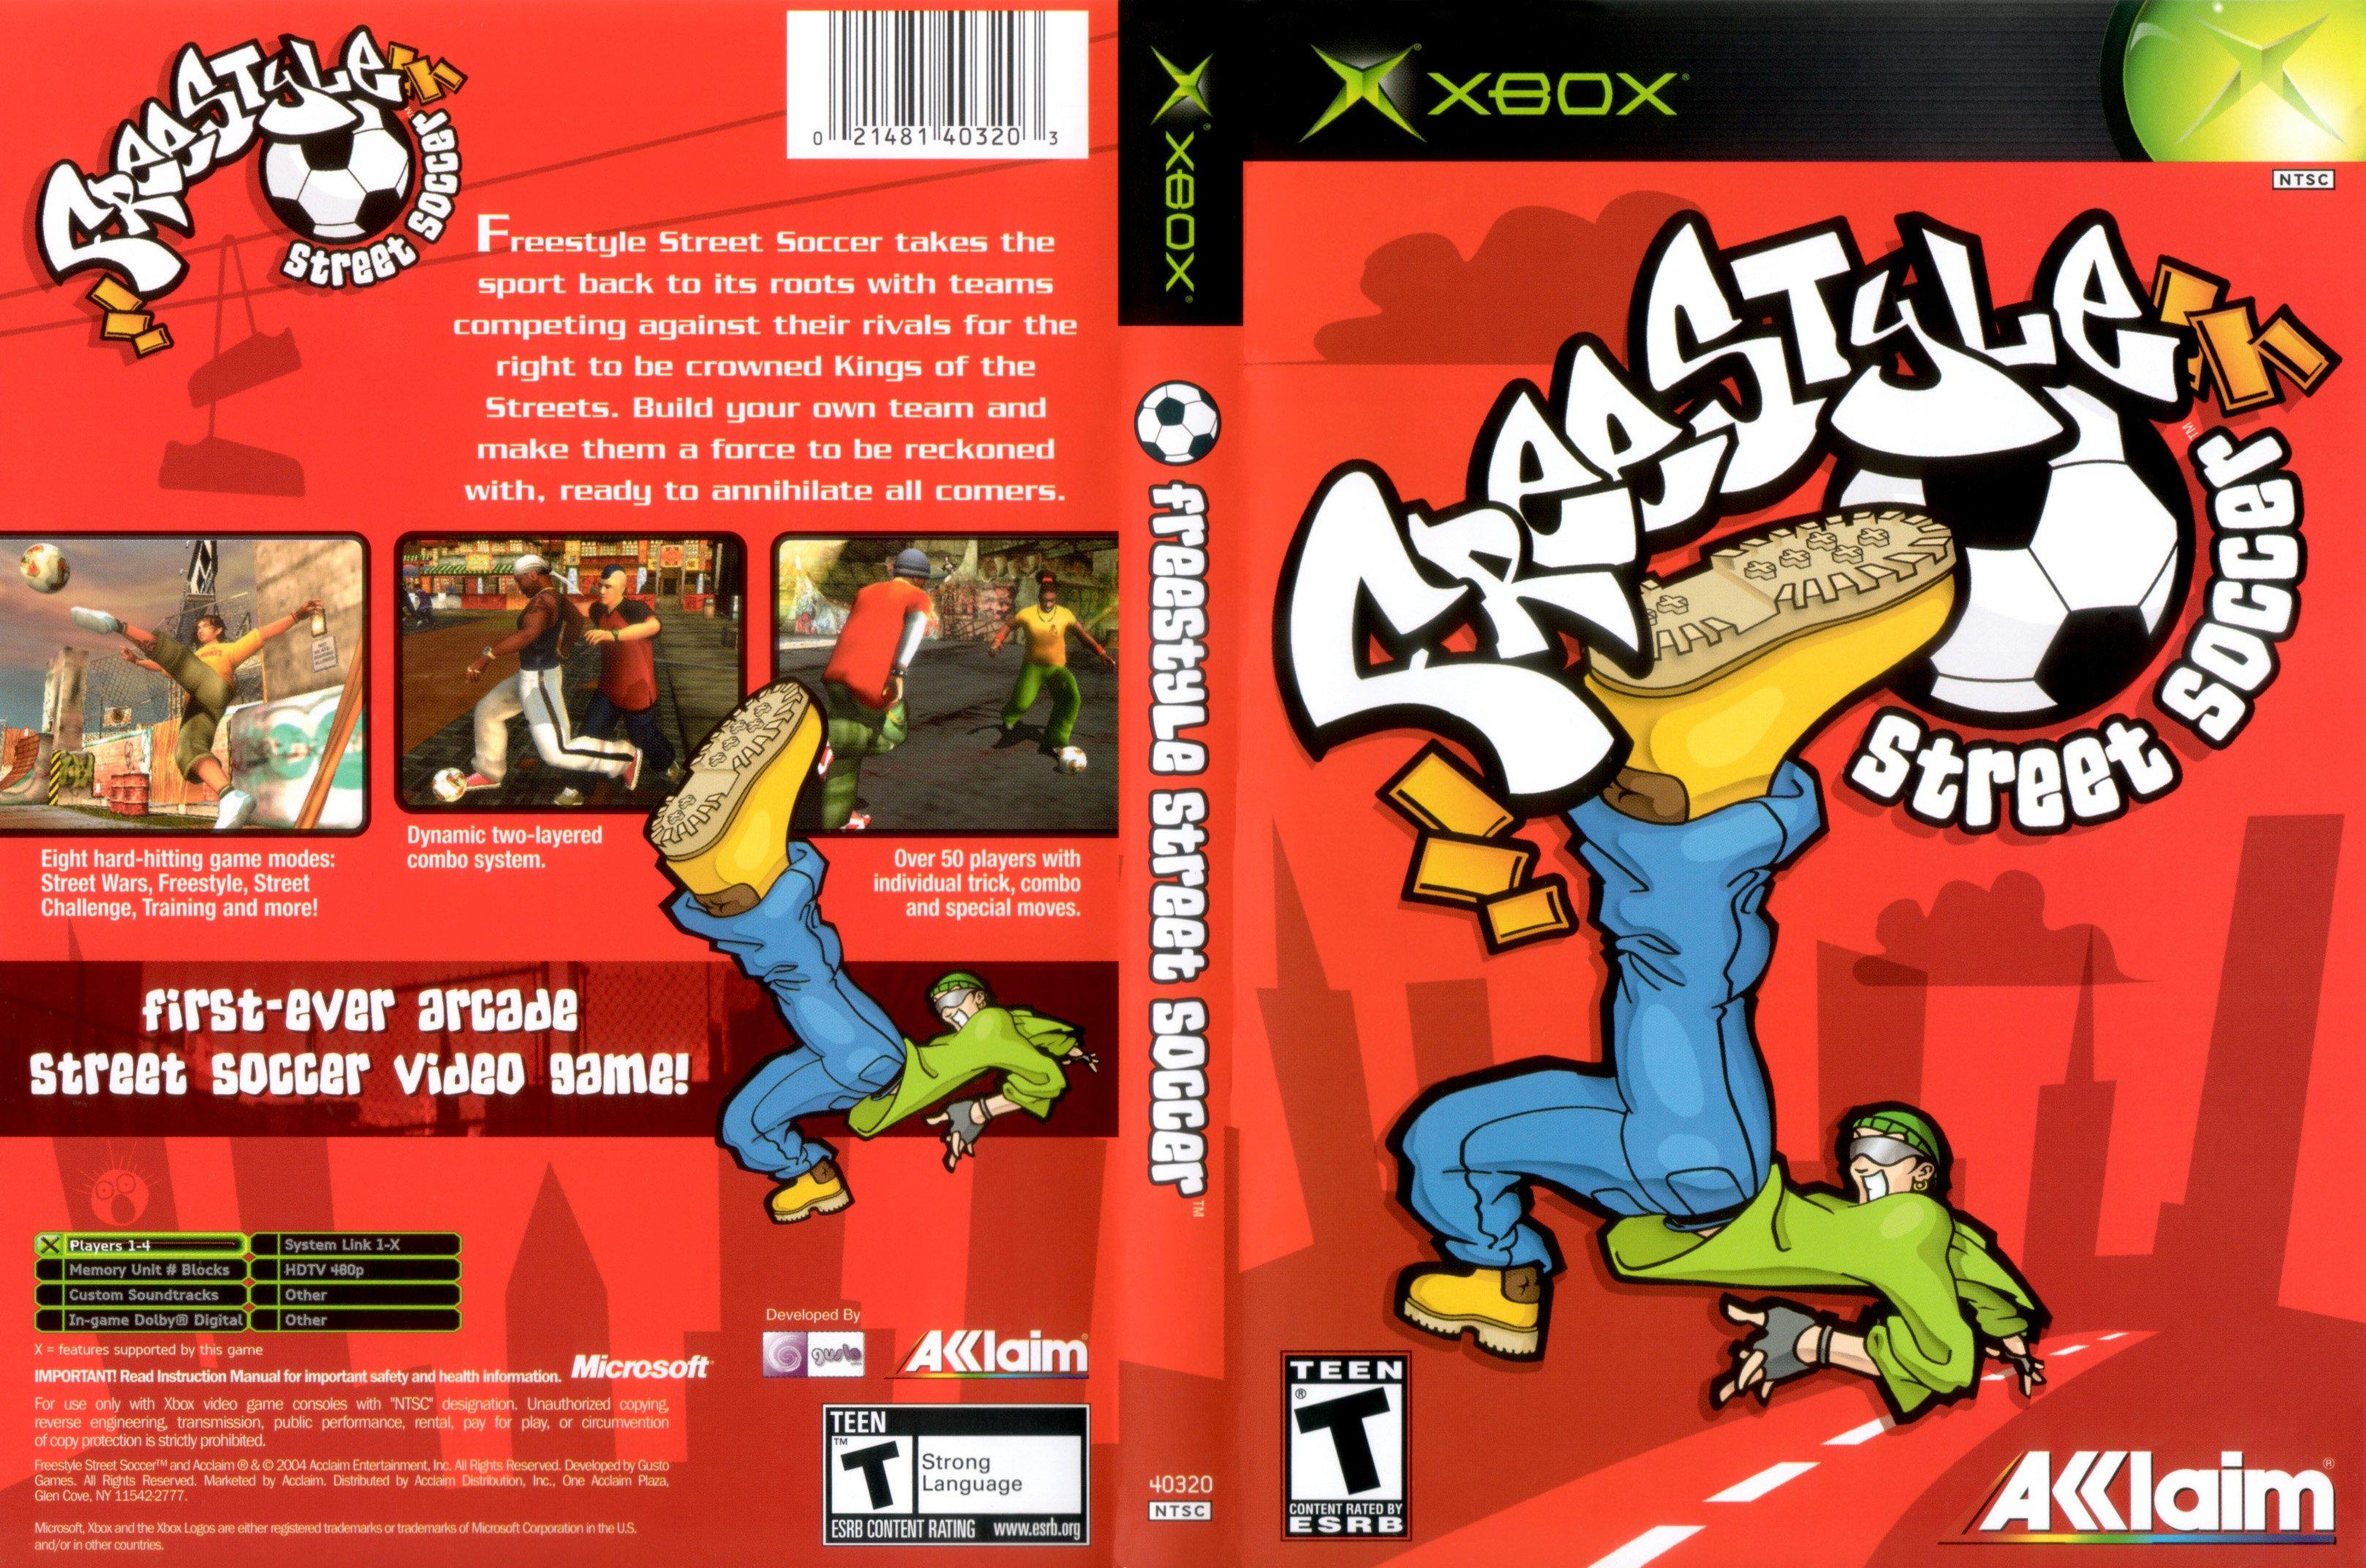 FREESTYLE
Street Soccer
™
0 21481 40320 3
Freestyle Street Soccer takes the
sport back to its roots with teams
competing against their rivals for the
right to be crowned Kings of the
Streets. Build your own team and
make them a force to be reckoned
with, ready to annihilate all comers.
Eight hard-hitting game modes:
Street Wars, Freestyle, Street
Challenge, Training and more!
Dynamic two-layered
combo system.
Over 50 players with
individual trick, combo
and special moves.
first-ever arcade
street soccer video game!
Players 1-4
System Link 1-X
Memory Unit # Blocks
HDTV 480p
Custom Soundtracks
Other
In-game Dolby® Digital
Other
X = features supported by this game
IMPORTANT! Read Instruction Manual for important safety and health information.
Microsoft®
For use only with Xbox video game consoles with "NTSC" designation. Unauthorized copying,
reverse engineering, transmission, public performance, rental, pay for play, or circumvention
of copy protection is strictly prohibited.
Freestyle Street Soccer™ and Acclaim ® & © 2004 Acclaim Entertainment, Inc. All Rights Reserved. Developed by Gusto
Games. All Rights Reserved. Marketed by Acclaim. Distributed by Acclaim Distribution, Inc., One Acclaim Plaza,
Glen Cove, NY 11542-2777.
Microsoft, Xbox and the Xbox Logos are either registered trademarks or trademarks of Microsoft Corporation in the U.S.
and/or in other countries.
Developed By
gusto
Acclaim®
TEEN
T™
Strong
Language
ESRB CONTENT RATING www.esrb.org
XBOX®
freestyle street soccer™
40320
NTSC
XBOX®
NTSC
FREESTYLE
Street Soccer
™
TEEN
T®
CONTENT RATED BY
ESRB
Acclaim®